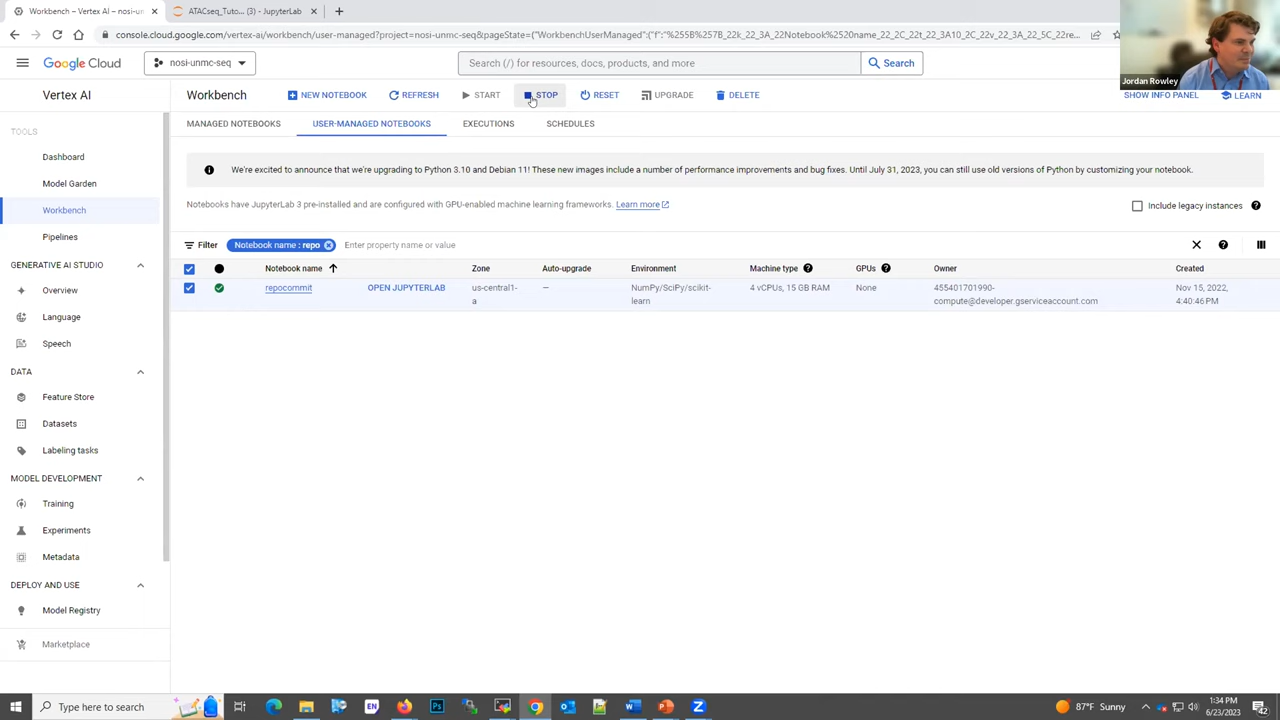 Workbench – Vertex AI – nosi-un
ATACseq_Tuto... (3) - JupyterLab
console.cloud.google.com/vertex-ai/workbench/user-managed?project=nosi-unmc-seq&pageState=("WorkbenchUserManaged":("f":"%255B%257B_22k_22_3A_22Notebook%2520name_22_2C_22t_22_3A10_2C_22v_22_3A_22_5C_22re...
Google Cloud
nosi-unmc-seq
Search (/) for resources, docs, products, and more
Search
Jordan Rowley
Vertex AI
Workbench
NEW NOTEBOOK
REFRESH
START
STOP
RESET
UPGRADE
DELETE
SHOW INFO PANEL
LEARN
MANAGED NOTEBOOKS
USER-MANAGED NOTEBOOKS
EXECUTIONS
SCHEDULES
TOOLS
Dashboard
Model Garden
Workbench
Pipelines
GENERATIVE AI STUDIO
Overview
Language
Speech
DATA
Feature Store
Datasets
Labeling tasks
MODEL DEVELOPMENT
Training
Experiments
Metadata
DEPLOY AND USE
Model Registry
Marketplace
We're excited to announce that we're upgrading to Python 3.10 and Debian 11! These new images include a number of performance improvements and bug fixes. Until July 31, 2023, you can still use old versions of Python by customizing your notebook.
Notebooks have JupyterLab 3 pre-installed and are configured with GPU-enabled machine learning frameworks. Learn more
Include legacy instances
Filter
Notebook name : repo
Enter property name or value
Notebook name
Zone
Auto-upgrade
Environment
Machine type
GPUs
Owner
Created
repocommit
OPEN JUPYTERLAB
us-central1-
a
—
NumPy/SciPy/scikit-
learn
4 vCPUs, 15 GB RAM
None
455401701990-
compute@developer.gserviceaccount.com
Nov 15, 2022,
4:40:46 PM
Type here to search
EN
Ps
87°F Sunny
1:34 PM
6/23/2023
42